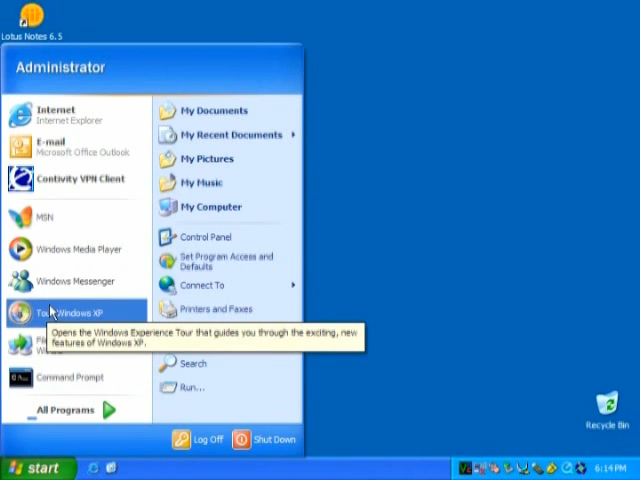 Lotus Notes 6.5
Administrator
Internet
Internet Explorer
E-mail
Microsoft Office Outlook
Contivity VPN Client
MSN
Windows Media Player
Windows Messenger
Tour Windows XP
Command Prompt
All Programs
My Documents
My Recent Documents
My Pictures
My Music
My Computer
Control Panel
Set Program Access and
Defaults
Connect To
Printers and Faxes
Opens the Windows Experience Tour that guides you through the exciting, new
features of Windows XP.
Search
Run...
Log Off
Shut Down
Recycle Bin
start
6:14 PM